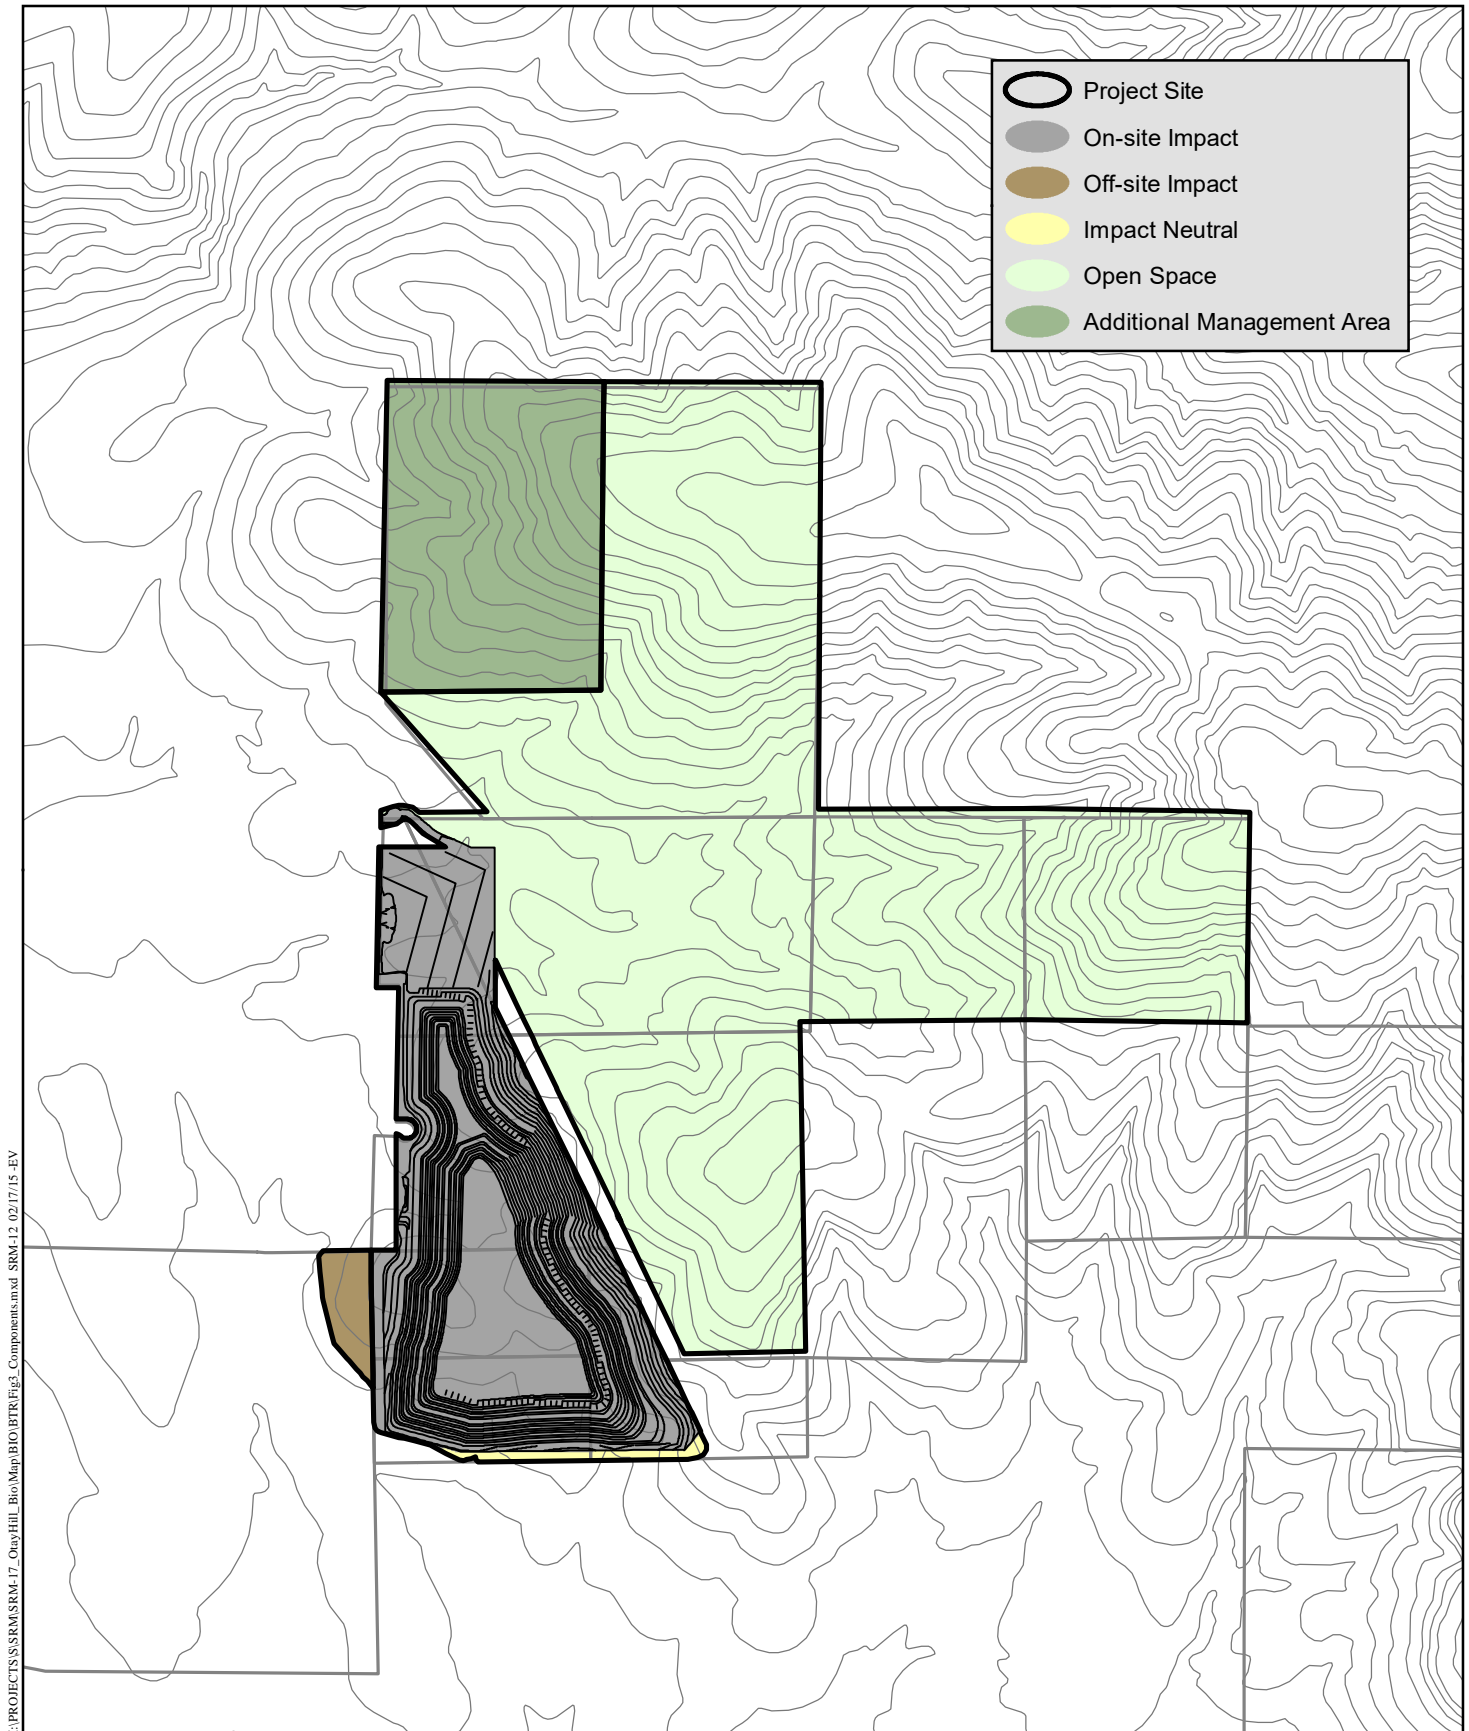 Project Site
On-site Impact
Off-site Impact
Impact Neutral
Open Space
Additional Management Area
:\PROJECTS\S\SRM\SRM-17_OtayHill_Bio\Map\BIO\BTR\Fig3_Components.mxd SRM-12 02/17/15 -EV